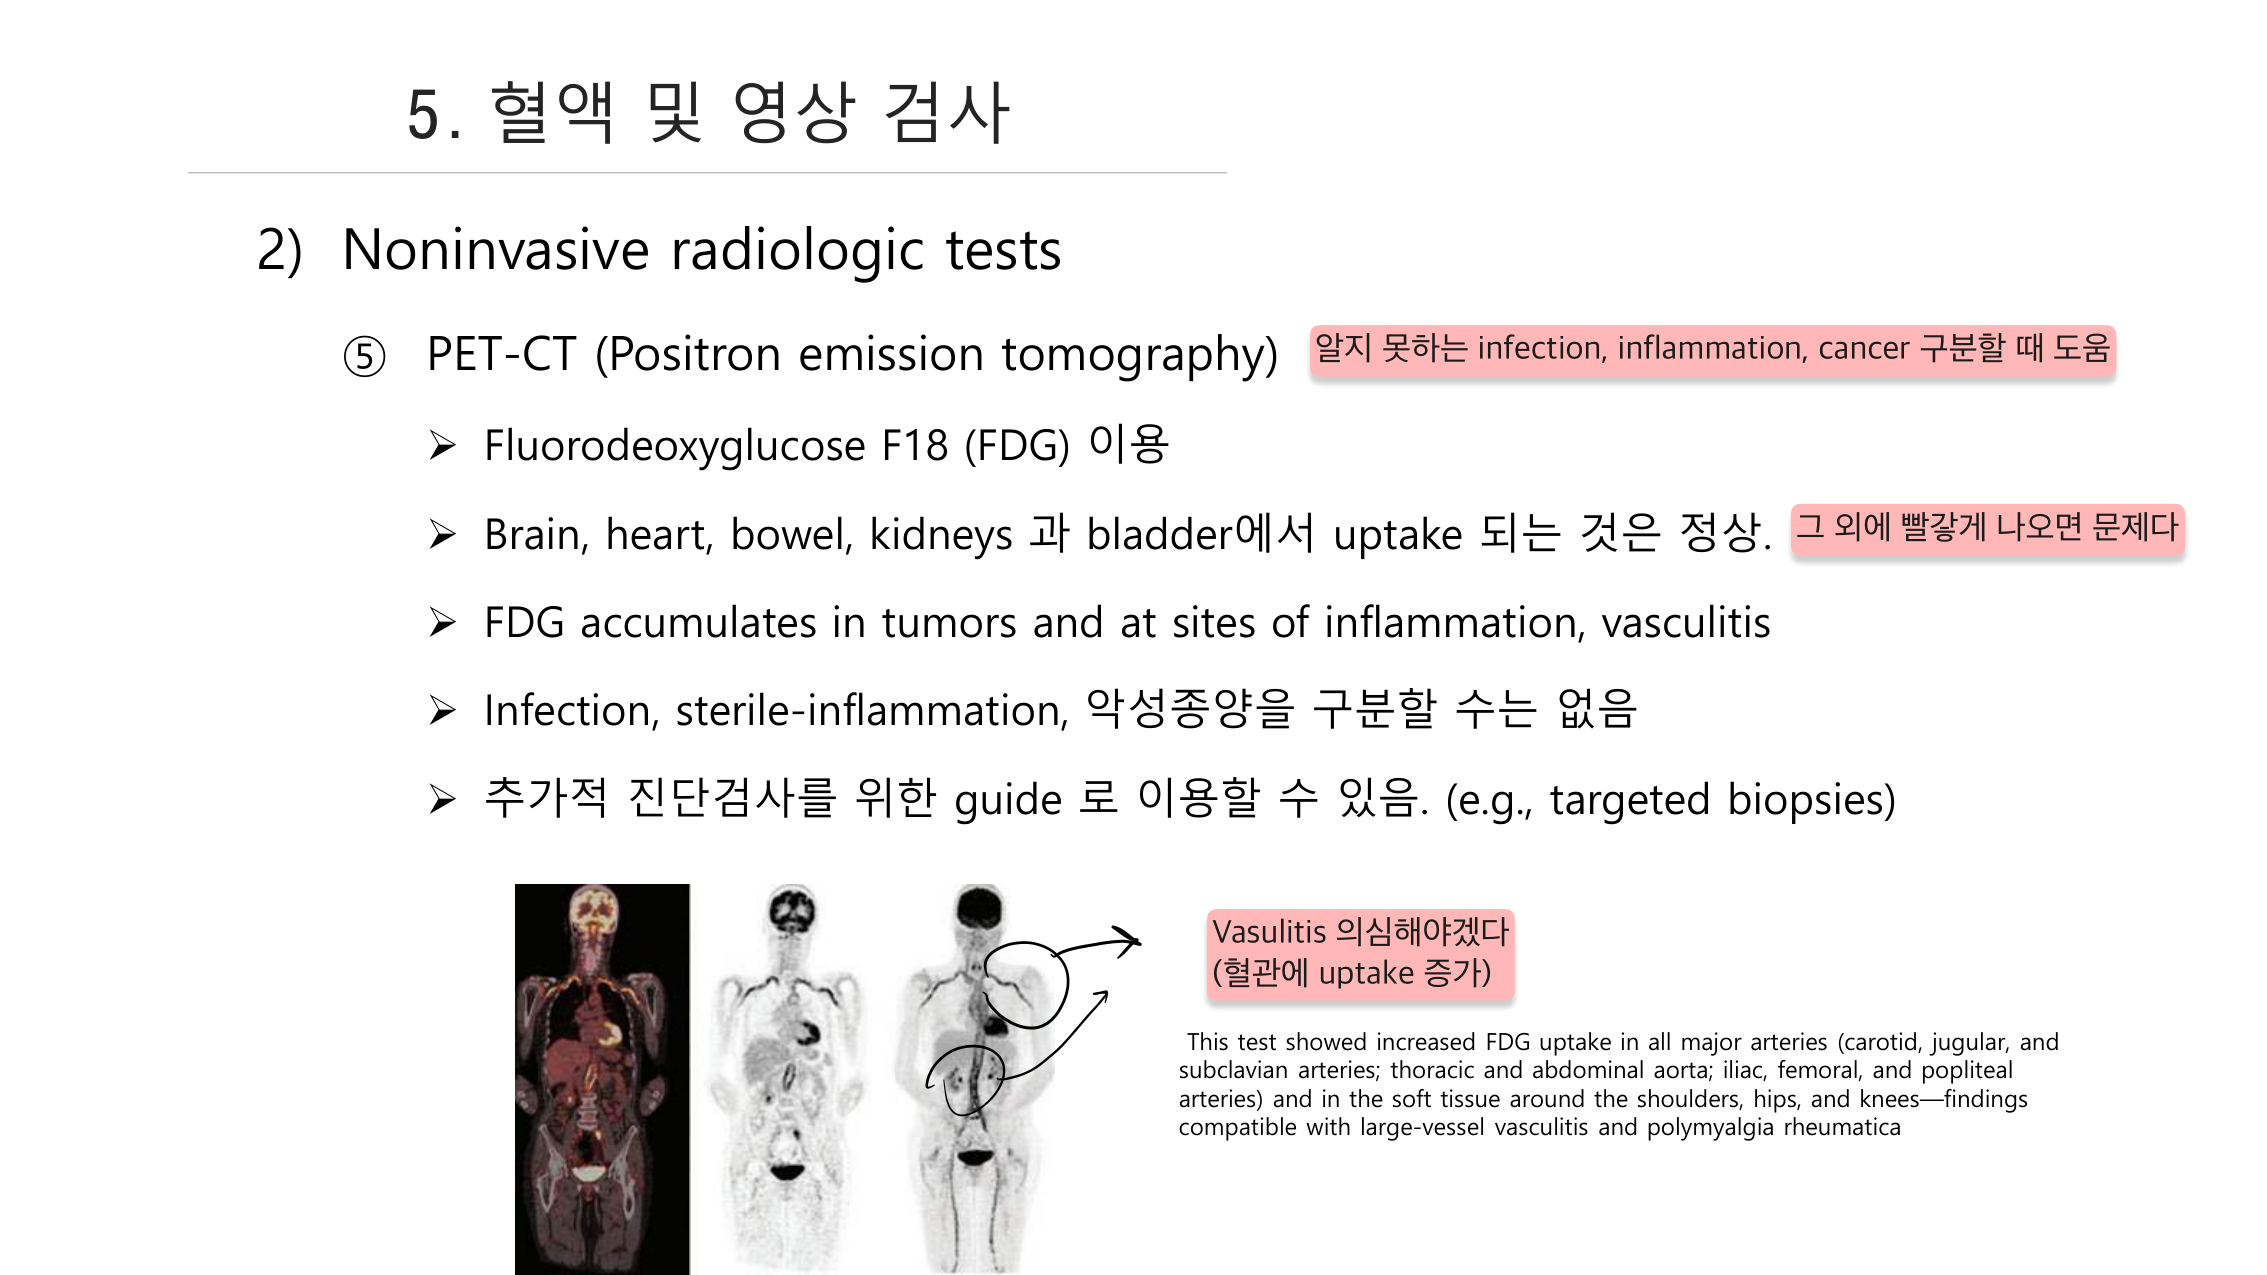 5. 혈액 및 영상 검사
2) Noninvasive radiologic tests
⑤ PET-CT (Positron emission tomography) 알지 못하는 infection, inflammation, cancer 구분할 때 도움
➢ Fluorodeoxyglucose F18 (FDG) 이용
➢ Brain, heart, bowel, kidneys 과 bladder에서 uptake 되는 것은 정상. 그 외에 빨갛게 나오면 문제다
➢ FDG accumulates in tumors and at sites of inflammation, vasculitis
➢ Infection, sterile-inflammation, 악성종양을 구분할 수는 없음
➢ 추가적 진단검사를 위한 guide 로 이용할 수 있음. (e.g., targeted biopsies)
Vasulitis 의심해야겠다
(혈관에 uptake 증가)
This test showed increased FDG uptake in all major arteries (carotid, jugular, and
subclavian arteries; thoracic and abdominal aorta; iliac, femoral, and popliteal
arteries) and in the soft tissue around the shoulders, hips, and knees—findings
compatible with large-vessel vasculitis and polymyalgia rheumatica